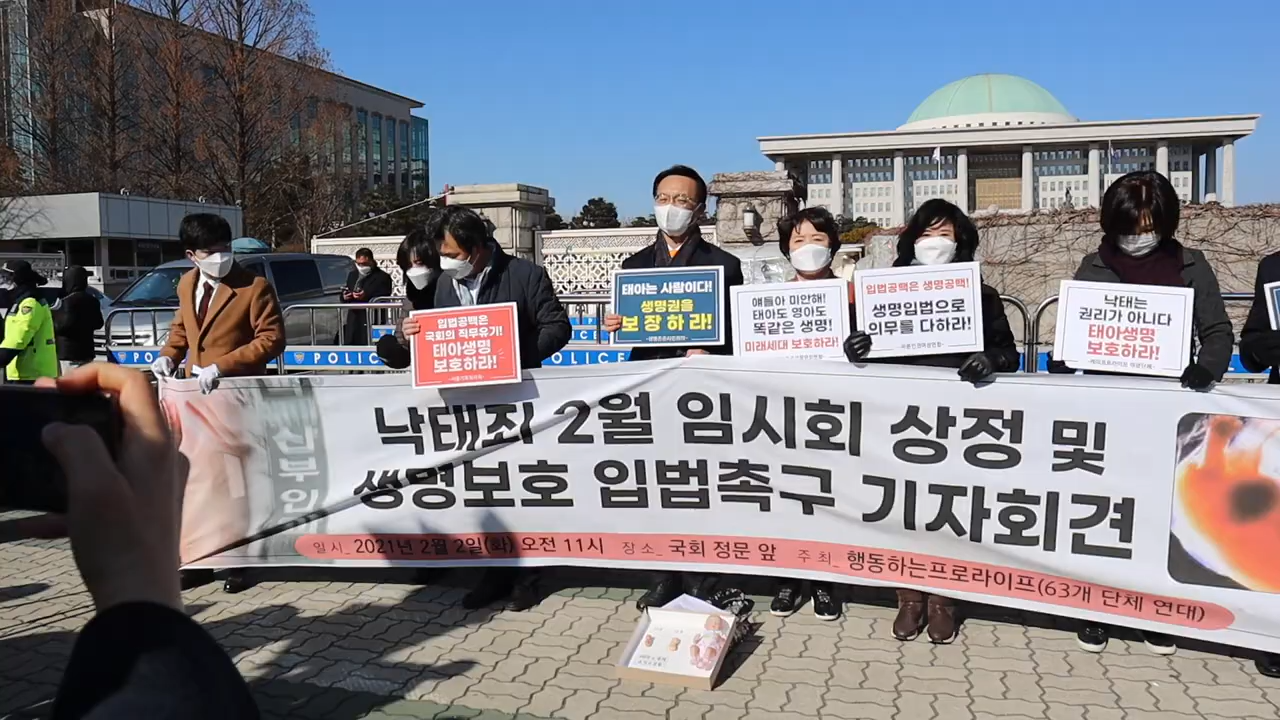 태아는 사람이다!
생명권을
보장하라!
입법공백은
국회의 직무유기!
태아생명
보호하라!
얘들아 미안해!
태아도 영아도
똑같은 생명!
미래세대 보호하라!
입법공백은 생명공백!
생명입법으로
의무를 다하라!
낙태는
권리가 아니다
태아생명
보호하라!
POLICE
낙태죄 2월 임시회 상정 및
생명보호 입법촉구 기자회견
일시_ 2021년 2월 2일(화) 오전 11시 장소_ 국회 정문 앞 주최_ 행동하는프로라이프(63개 단체 연대)